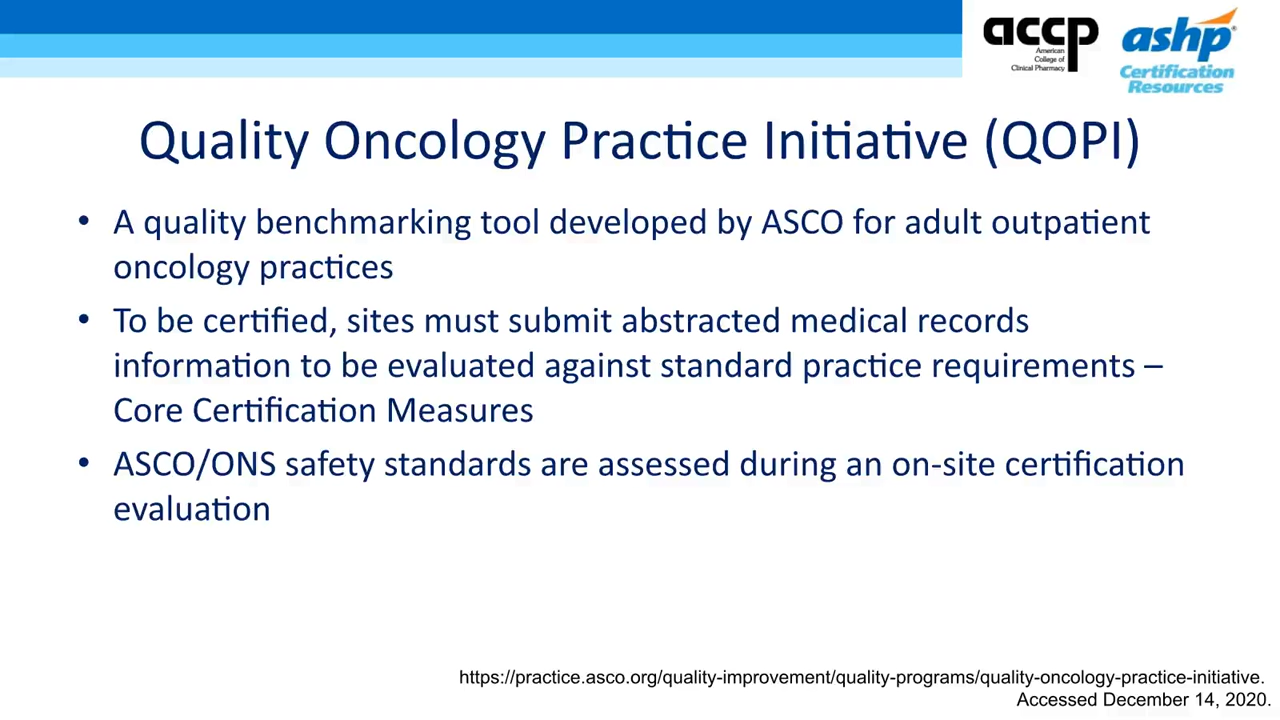 accp
American
College of
Clinical Pharmacy
ashp®
Certification
Resources
Quality Oncology Practice Initiative (QOPI)
• A quality benchmarking tool developed by ASCO for adult outpatient
oncology practices
• To be certified, sites must submit abstracted medical records
information to be evaluated against standard practice requirements –
Core Certification Measures
• ASCO/ONS safety standards are assessed during an on-site certification
evaluation
https://practice.asco.org/quality-improvement/quality-programs/quality-oncology-practice-initiative.
Accessed December 14, 2020.